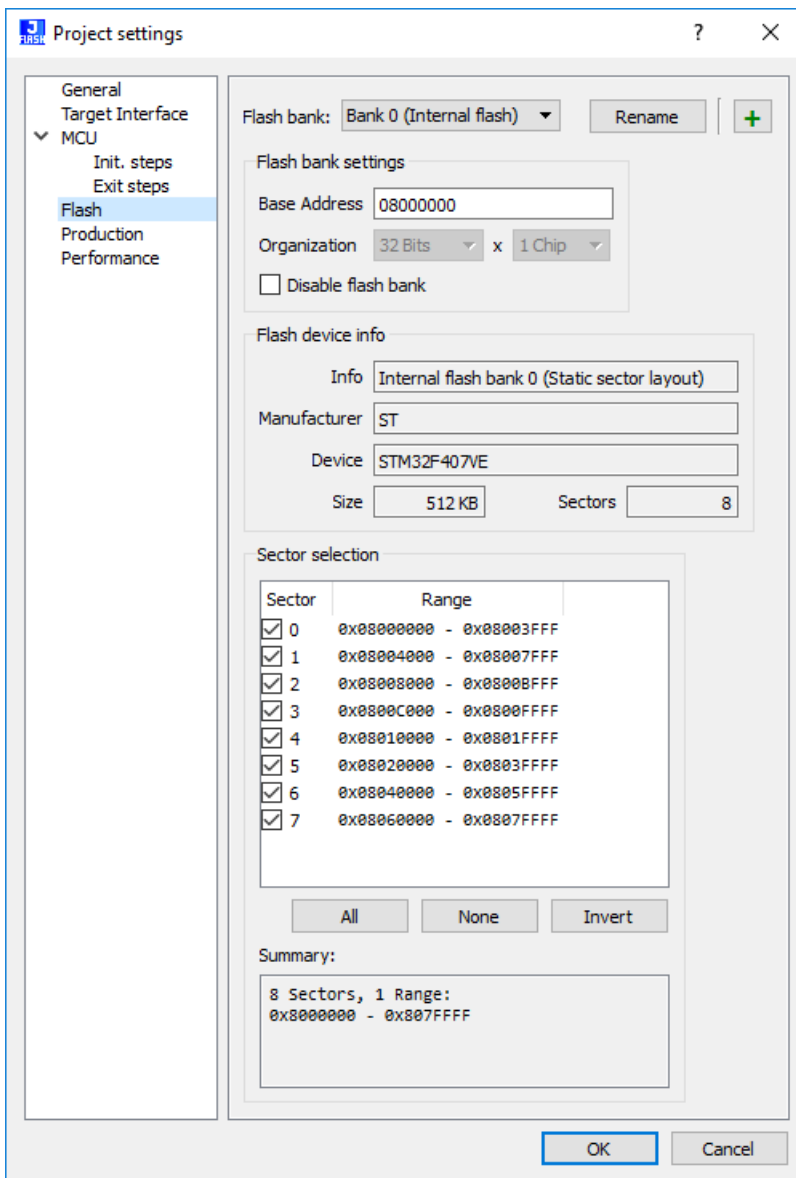 J
FLASH
Project settings
?
General
Target Interface
MCU
Init. steps
Exit steps
Flash
Production
Performance
Flash bank: Bank 0 (Internal flash) Rename +
Flash bank settings
Base Address 08000000
Organization 32 Bits x 1 Chip
Disable flash bank
Flash device info
Info Internal flash bank 0 (Static sector layout)
Manufacturer ST
Device STM32F407VE
Size 512 KB Sectors 8
Sector selection
Sector Range
0 0x08000000 - 0x08003FFF
1 0x08004000 - 0x08007FFF
2 0x08008000 - 0x0800BFFF
3 0x0800C000 - 0x0800FFFF
4 0x08010000 - 0x0801FFFF
5 0x08020000 - 0x0803FFFF
6 0x08040000 - 0x0805FFFF
7 0x08060000 - 0x0807FFFF
All None Invert
Summary:
8 Sectors, 1 Range:
0x8000000 - 0x807FFFF
OK Cancel